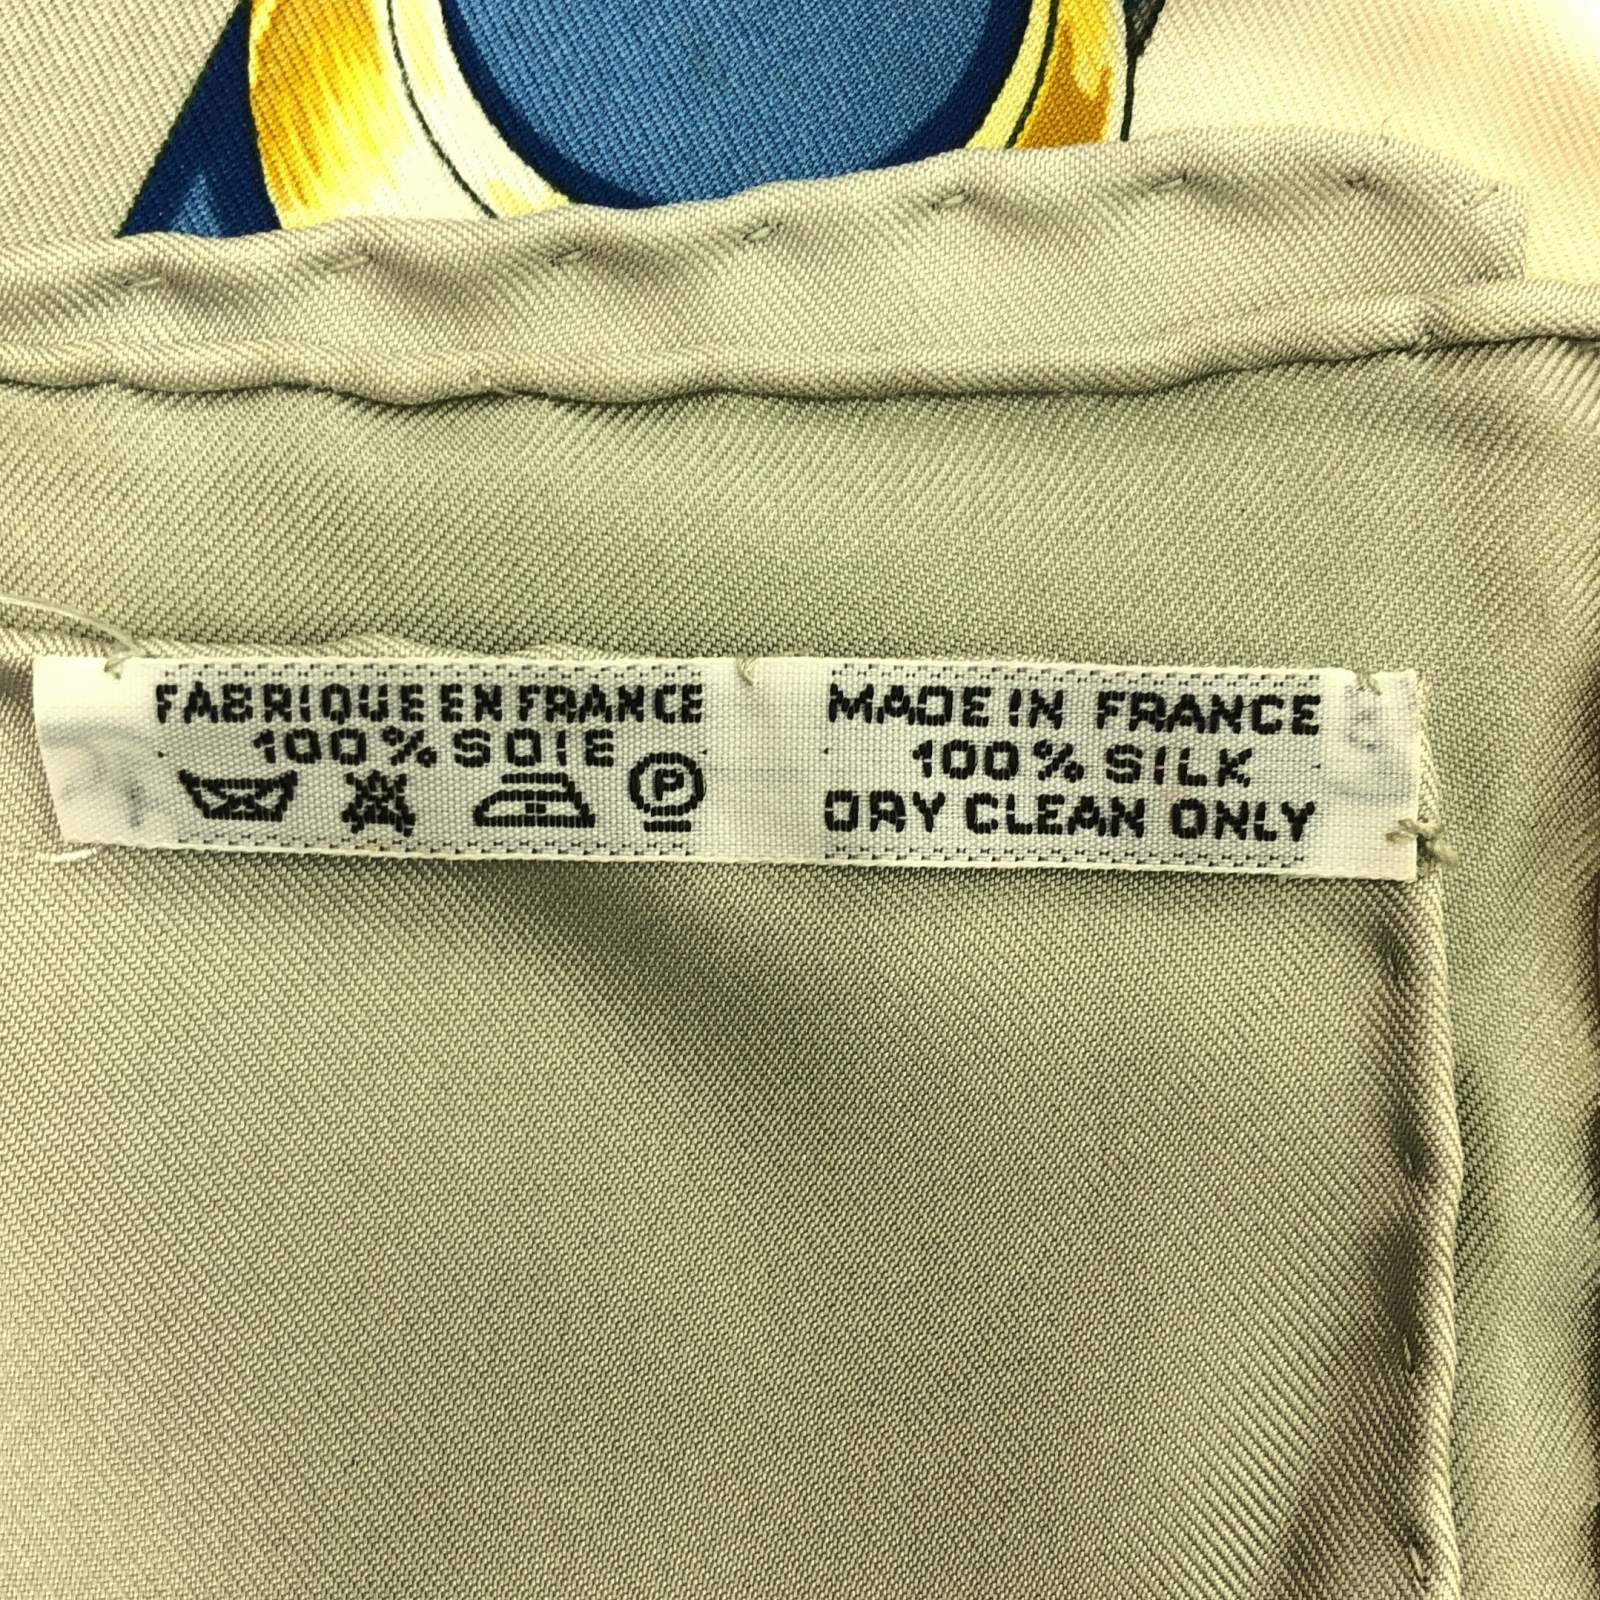 FABRIQUE EN FRANCE
100% SOIE
P
MADE IN FRANCE
100% SILK
DRY CLEAN ONLY